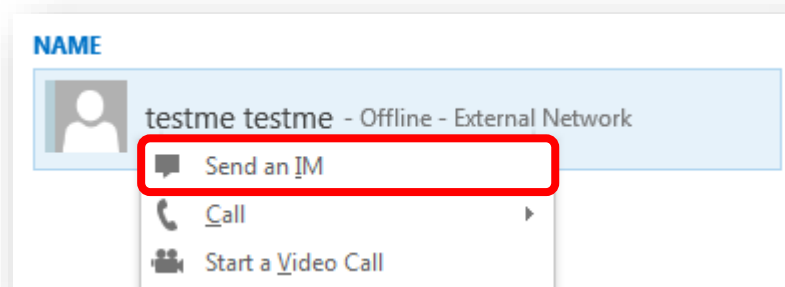 NAME
testme testme - Offline - External Network
Send an IM
Call
Start a Video Call